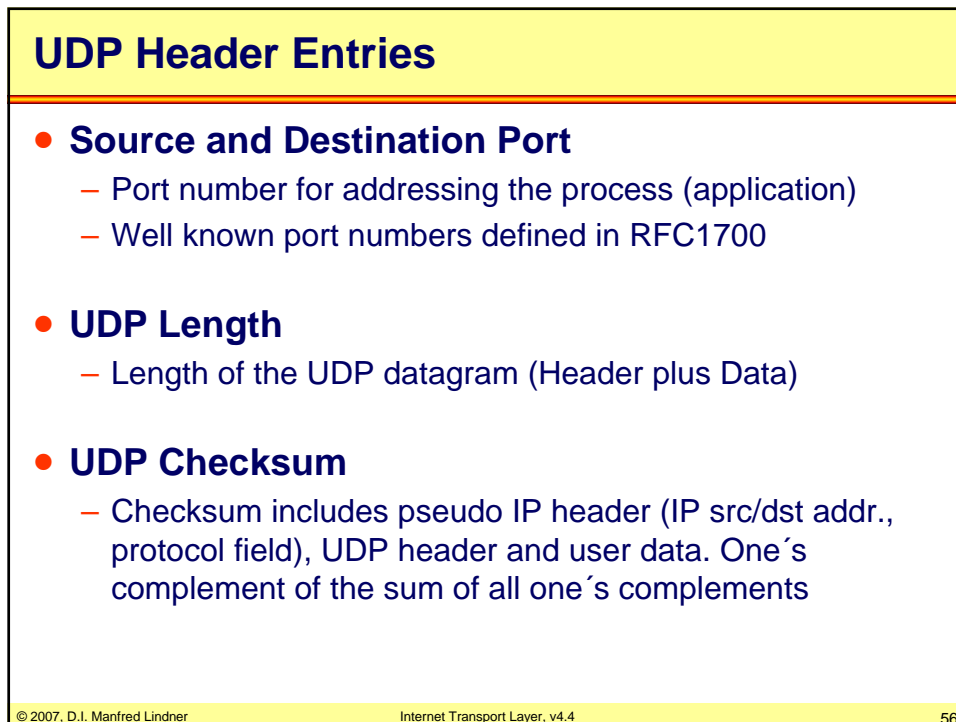 UDP Header Entries
• Source and Destination Port
– Port number for addressing the process (application)
– Well known port numbers defined in RFC1700
• UDP Length
– Length of the UDP datagram (Header plus Data)
• UDP Checksum
– Checksum includes pseudo IP header (IP src/dst addr.,
protocol field), UDP header and user data. One´s
complement of the sum of all one´s complements
© 2007, D.I. Manfred Lindner
Internet Transport Layer, v4.4
56